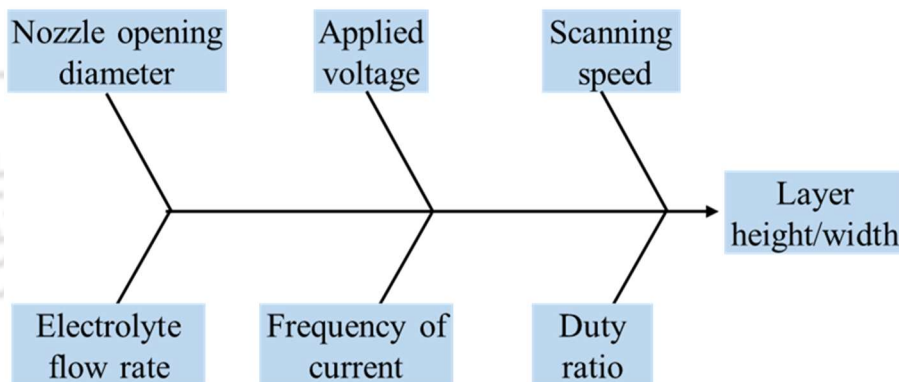 Nozzle opening
diameter
Applied
voltage
Scanning
speed
Layer
height/width
Electrolyte
flow rate
Frequency of
current
Duty
ratio